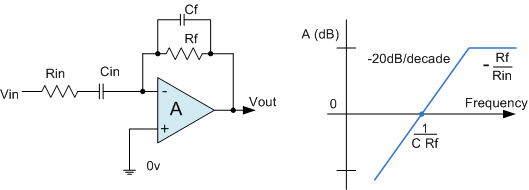 Cf
Rf
Rin
Cin
Vin
-
A
+
Vout
0v
A (dB)
-20dB/decade
- Rf
Rin
0
Frequency
1
C Rf